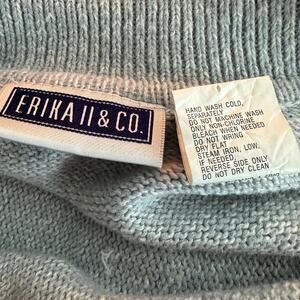 ERIKA II & CO.
HAND WASH COLD,
SEPARATELY
DO NOT MACHINE WASH
ONLY NON-CHLORINE
BLEACH WHEN NEEDED
DO NOT WRING
DRY FLAT
STEAM IRON, LOW,
IF NEEDED,
REVERSE SIDE ONLY
DO NOT DRY CLEAN